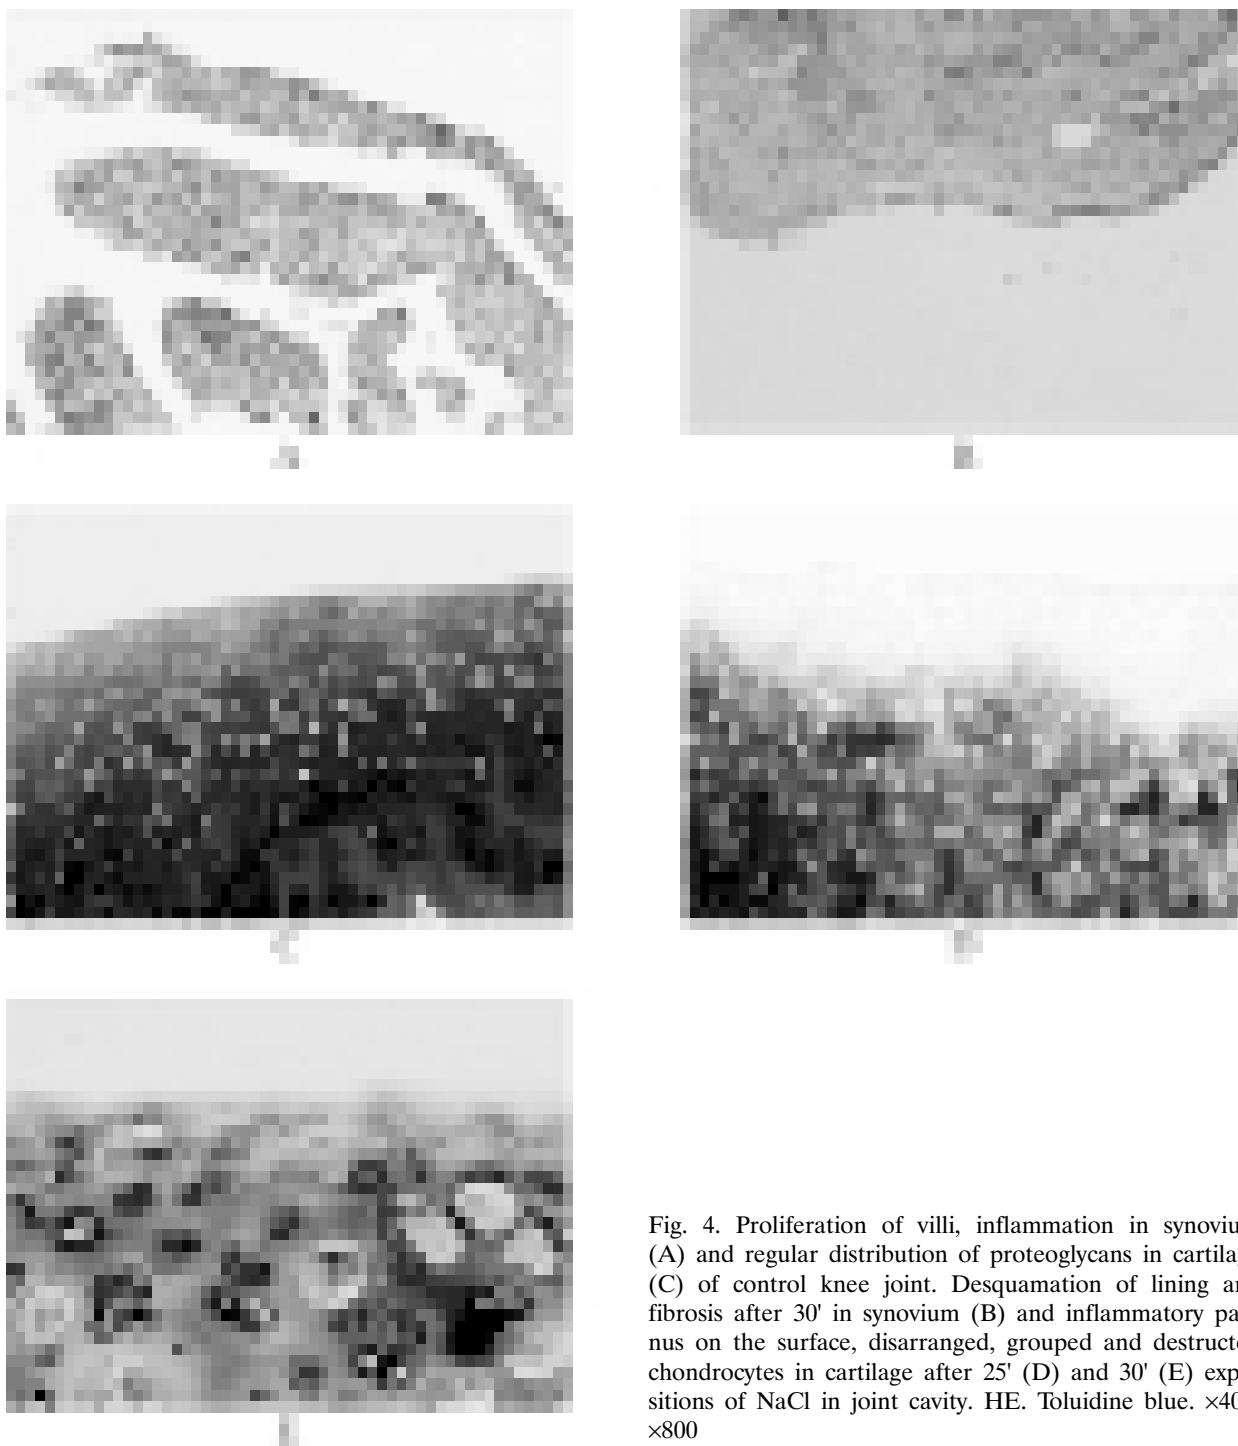 Fig. 4. Proliferation of villi, inflammation in synoviu
(A) and regular distribution of proteoglycans in cartilag
(C) of control knee joint. Desquamation of lining an
fibrosis after 30' in synovium (B) and inflammatory pa
nus on the surface, disarranged, grouped and destructe
chondrocytes in cartilage after 25' (D) and 30' (E) exp
sitions of NaCl in joint cavity. HE. Toluidine blue. ×40
×800